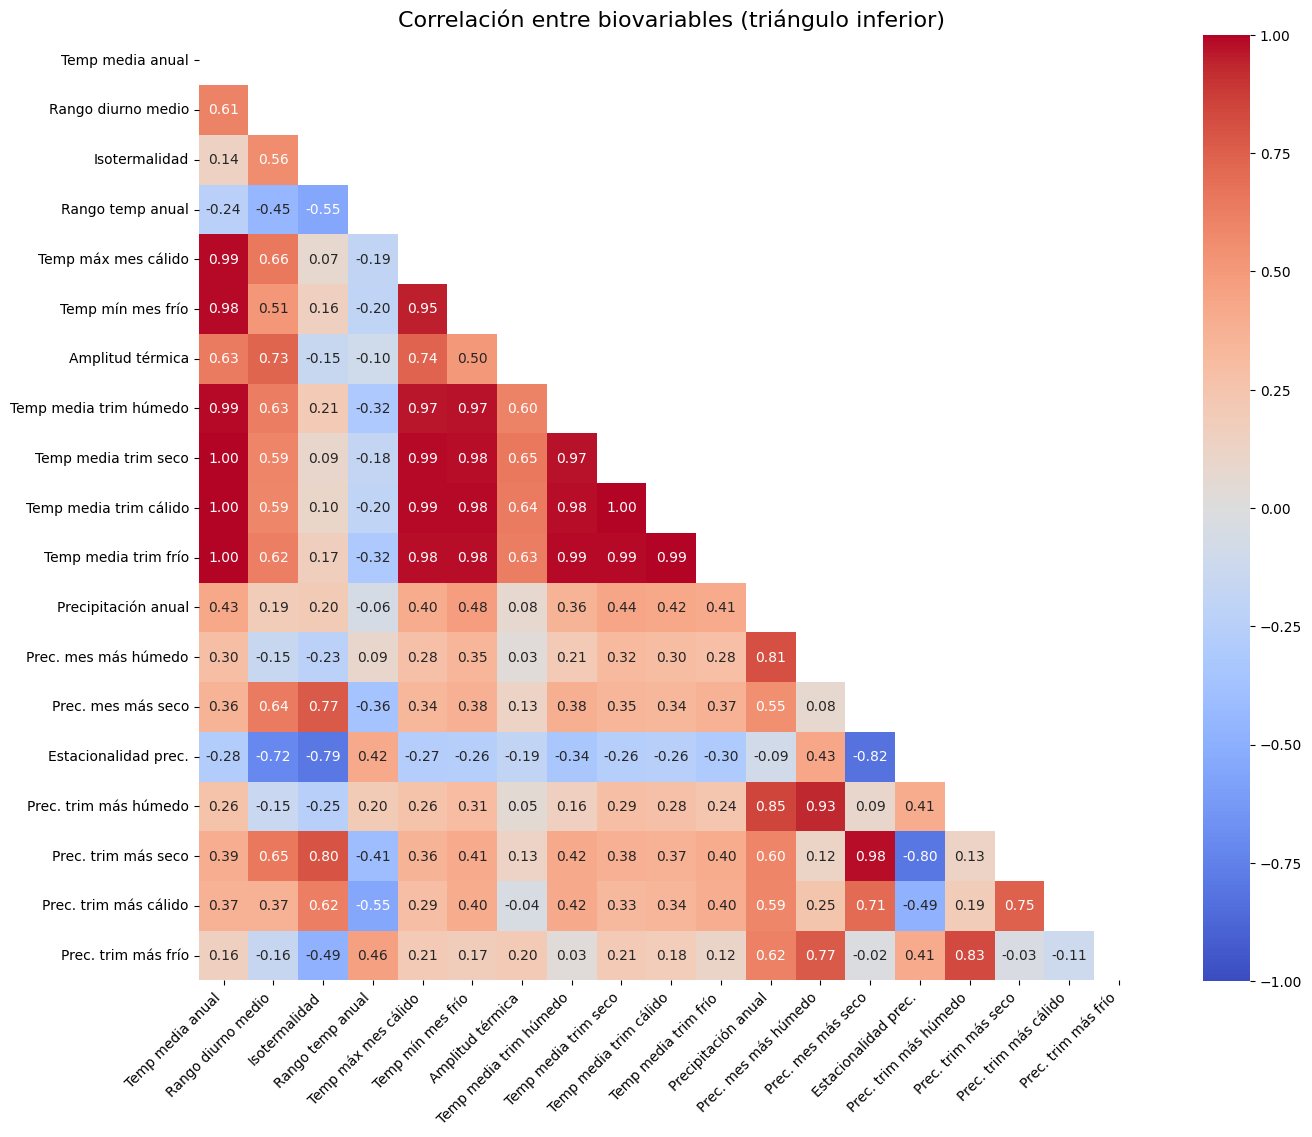 Correlación entre biovariables (triángulo inferior)
Temp media anual
Rango diurno medio 0.61
Isotermalidad 0.14 0.56
Rango temp anual -0.24 -0.45 -0.55
Temp máx mes cálido 0.99 0.66 0.07 -0.19
Temp mín mes frío 0.98 0.51 0.16 -0.20 0.95
Amplitud térmica 0.63 0.73 -0.15 -0.10 0.74 0.50
Temp media trim húmedo 0.99 0.63 0.21 -0.32 0.97 0.97 0.60
Temp media trim seco 1.00 0.59 0.09 -0.18 0.99 0.98 0.65 0.97
Temp media trim cálido 1.00 0.59 0.10 -0.20 0.99 0.98 0.64 0.98 1.00
Temp media trim frío 1.00 0.62 0.17 -0.32 0.98 0.98 0.63 0.99 0.99 0.99
Precipitación anual 0.43 0.19 0.20 -0.06 0.40 0.48 0.08 0.36 0.44 0.42 0.41
Prec. mes más húmedo 0.30 -0.15 -0.23 0.09 0.28 0.35 0.03 0.21 0.32 0.30 0.28 0.81
Prec. mes más seco 0.36 0.64 0.77 -0.36 0.34 0.38 0.13 0.38 0.35 0.34 0.37 0.55 0.08
Estacionalidad prec. -0.28 -0.72 -0.79 0.42 -0.27 -0.26 -0.19 -0.34 -0.26 -0.26 -0.30 -0.09 0.43 -0.82
Prec. trim más húmedo 0.26 -0.15 -0.25 0.20 0.26 0.31 0.05 0.16 0.29 0.28 0.24 0.85 0.93 0.09 0.41
Prec. trim más seco 0.39 0.65 0.80 -0.41 0.36 0.41 0.13 0.42 0.38 0.37 0.40 0.60 0.12 0.98 -0.80 0.13
Prec. trim más cálido 0.37 0.37 0.62 -0.55 0.29 0.40 -0.04 0.42 0.33 0.34 0.40 0.59 0.25 0.71 -0.49 0.19 0.75
Prec. trim más frío 0.16 -0.16 -0.49 0.46 0.21 0.17 0.20 0.03 0.21 0.18 0.12 0.62 0.77 -0.02 0.41 0.83 -0.03 -0.11
Temp media anual
Rango diurno medio
Isotermalidad
Rango temp anual
Temp máx mes cálido
Temp mín mes frío
Amplitud térmica
Temp media trim húmedo
Temp media trim seco
Temp media trim cálido
Temp media trim frío
Precipitación anual
Prec. mes más húmedo
Prec. mes más seco
Estacionalidad prec.
Prec. trim más húmedo
Prec. trim más seco
Prec. trim más cálido
Prec. trim más frío
1.00
0.75
0.50
0.25
0.00
−0.25
−0.50
−0.75
−1.00